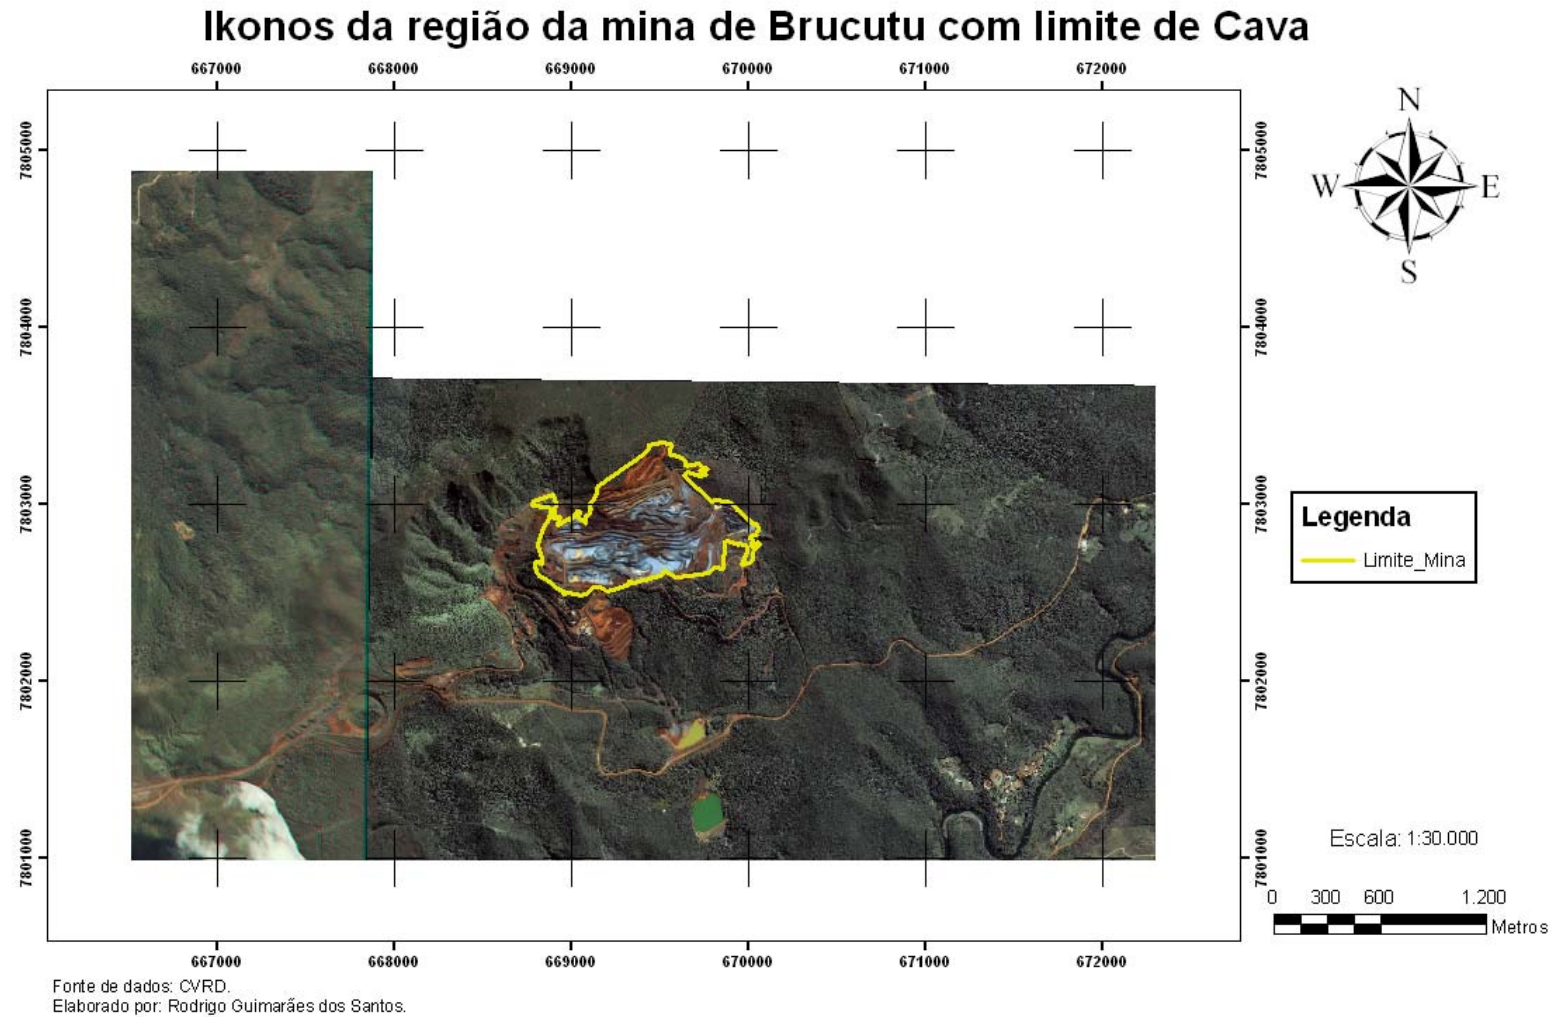 Ikonos da região da mina de Brucutu com limite de Cava
667000 668000 669000 670000 671000 672000
N
W E
S
7805000 7805000
7804000 7804000
7803000 7803000
7802000 7802000
7801000 7801000
Legenda
Limite_Mina
Escala: 1:30.000
0 300 600 1.200
Metros
667000 668000 669000 670000 671000 672000
Fonte de dados: CVRD.
Elaborado por: Rodrigo Guimarães dos Santos.